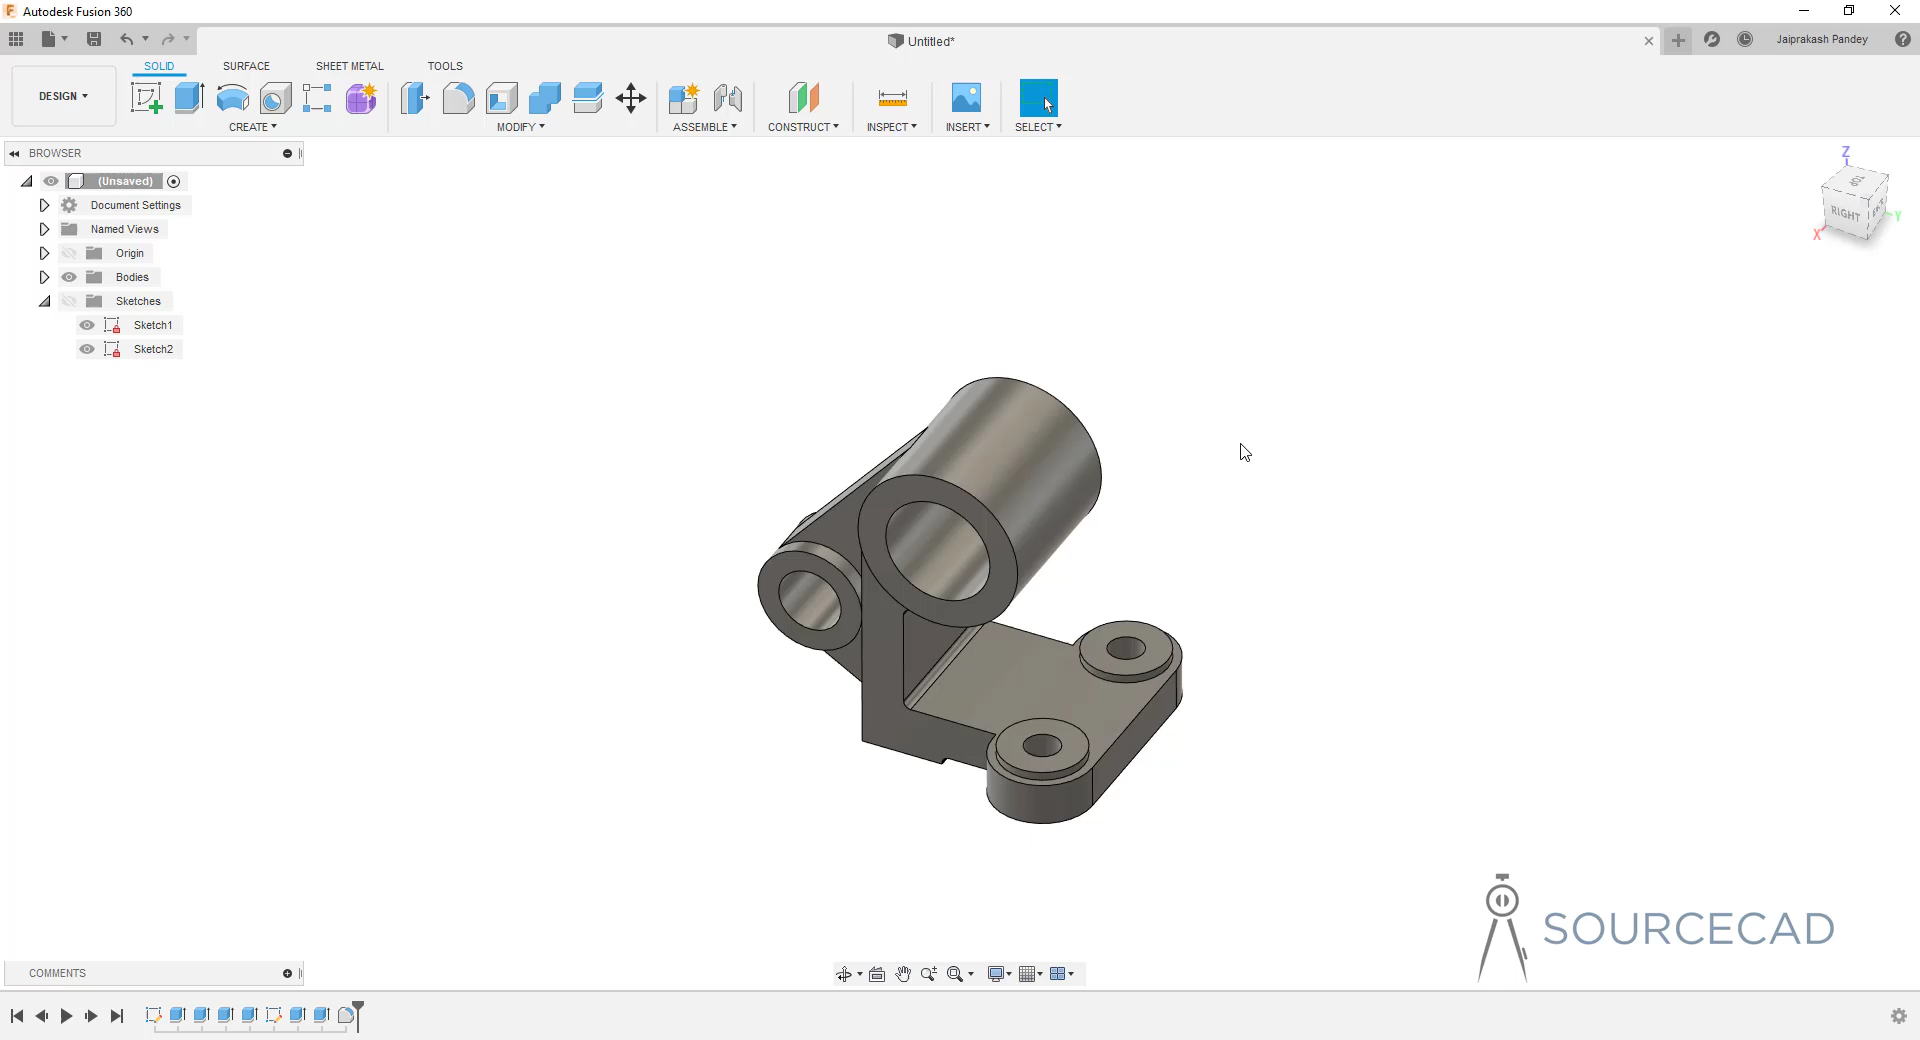 Autodesk Fusion 360
Untitled*
Jaiprakash Pandey
DESIGN
SOLID
SURFACE
SHEET METAL
TOOLS
CREATE
MODIFY
ASSEMBLE
CONSTRUCT
INSPECT
INSERT
SELECT
BROWSER
(Unsaved)
Document Settings
Named Views
Origin
Bodies
Sketches
Sketch1
Sketch2
Z
TOP
RIGHT
Y
X
SOURCECAD
COMMENTS